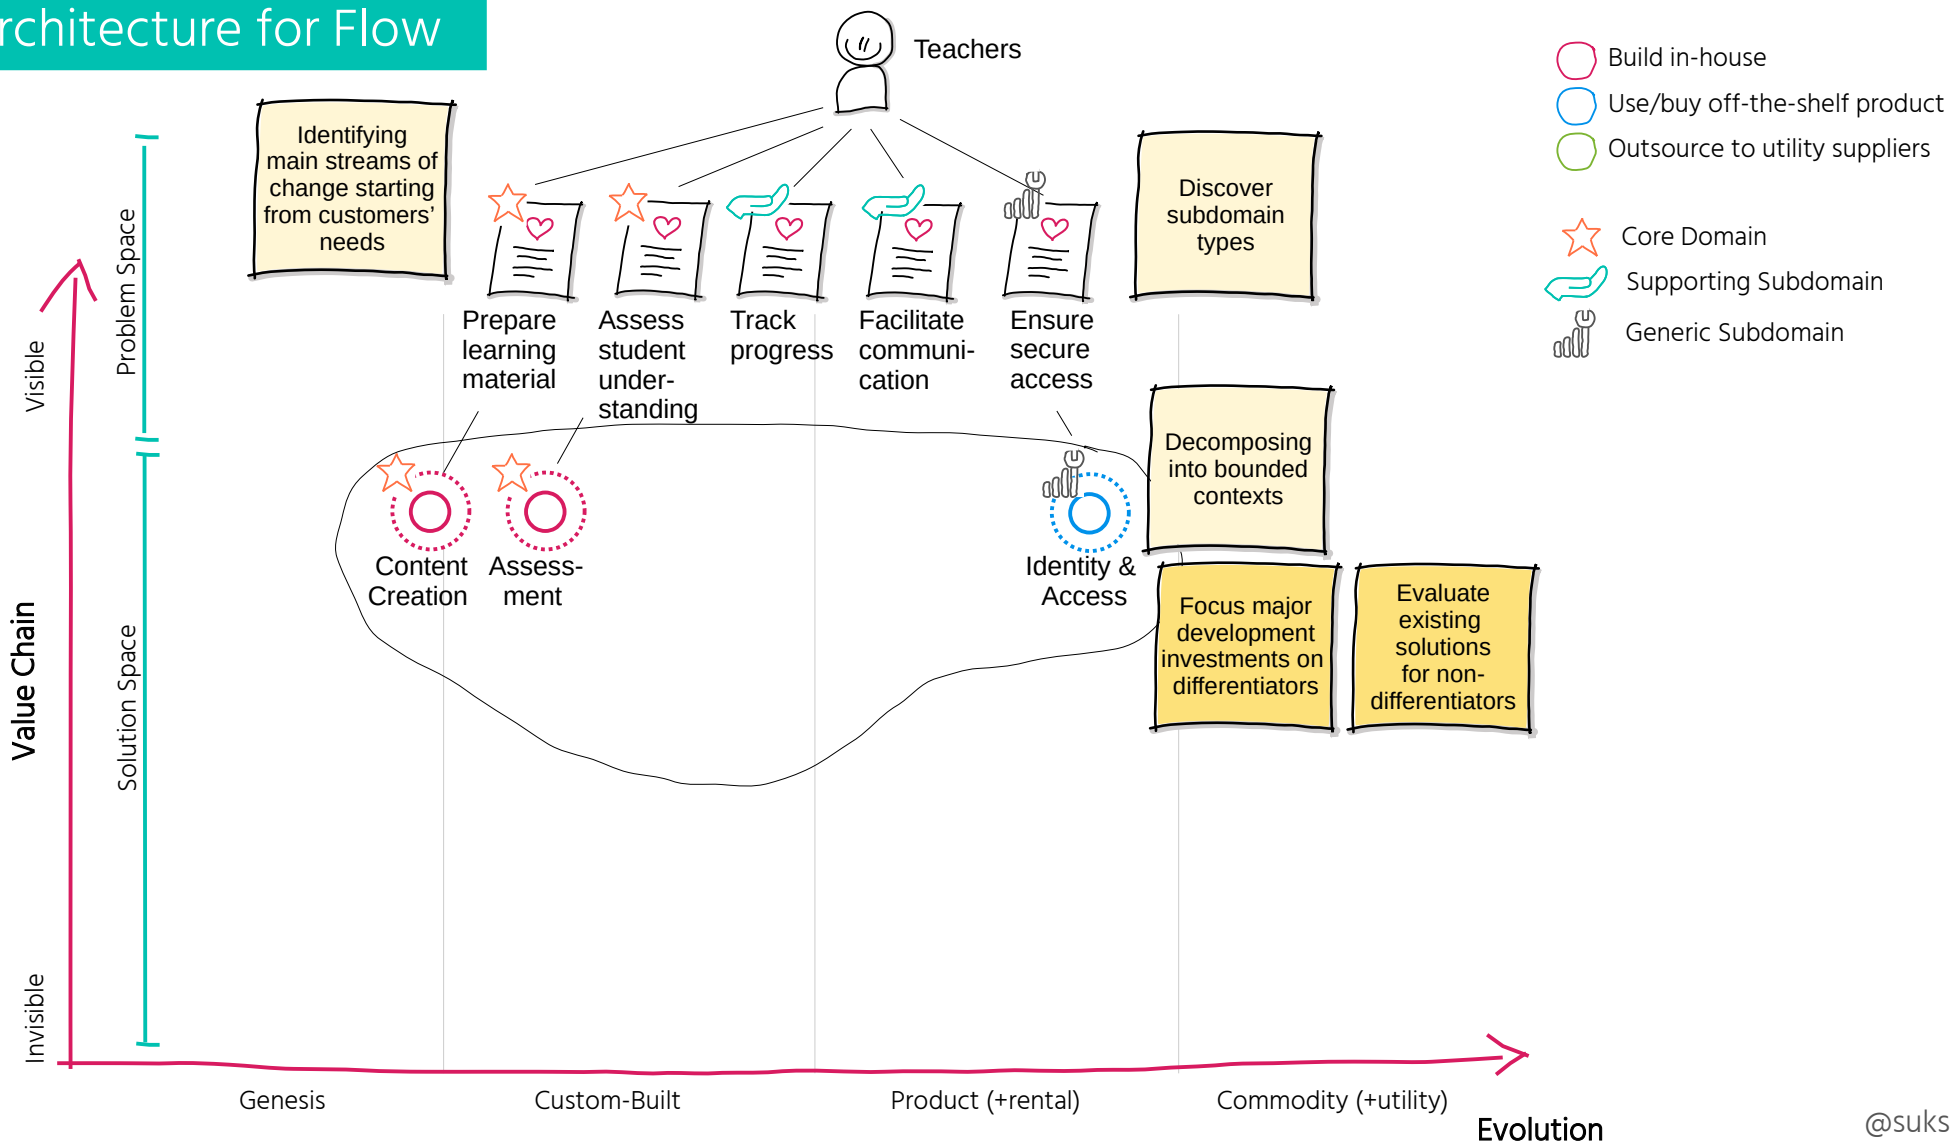 rchitecture for Flow
Teachers
Build in-house
Use/buy off-the-shelf product
Outsource to utility suppliers
Core Domain
Supporting Subdomain
Generic Subdomain
Identifying
main streams of
change starting
from customers’
needs
Discover
subdomain
types
Problem Space
Visible
Prepare
learning
material
Assess
student
under-
standing
Track
progress
Facilitate
communi-
cation
Ensure
secure
access
Decomposing
into bounded
contexts
Content
Creation
Assess-
ment
Identity &
Access
Focus major
development
investments on
differentiators
Evaluate
existing
solutions
for non-
differentiators
Value Chain
Solution Space
Invisible
Genesis
Custom-Built
Product (+rental)
Commodity (+utility)
Evolution
@suks